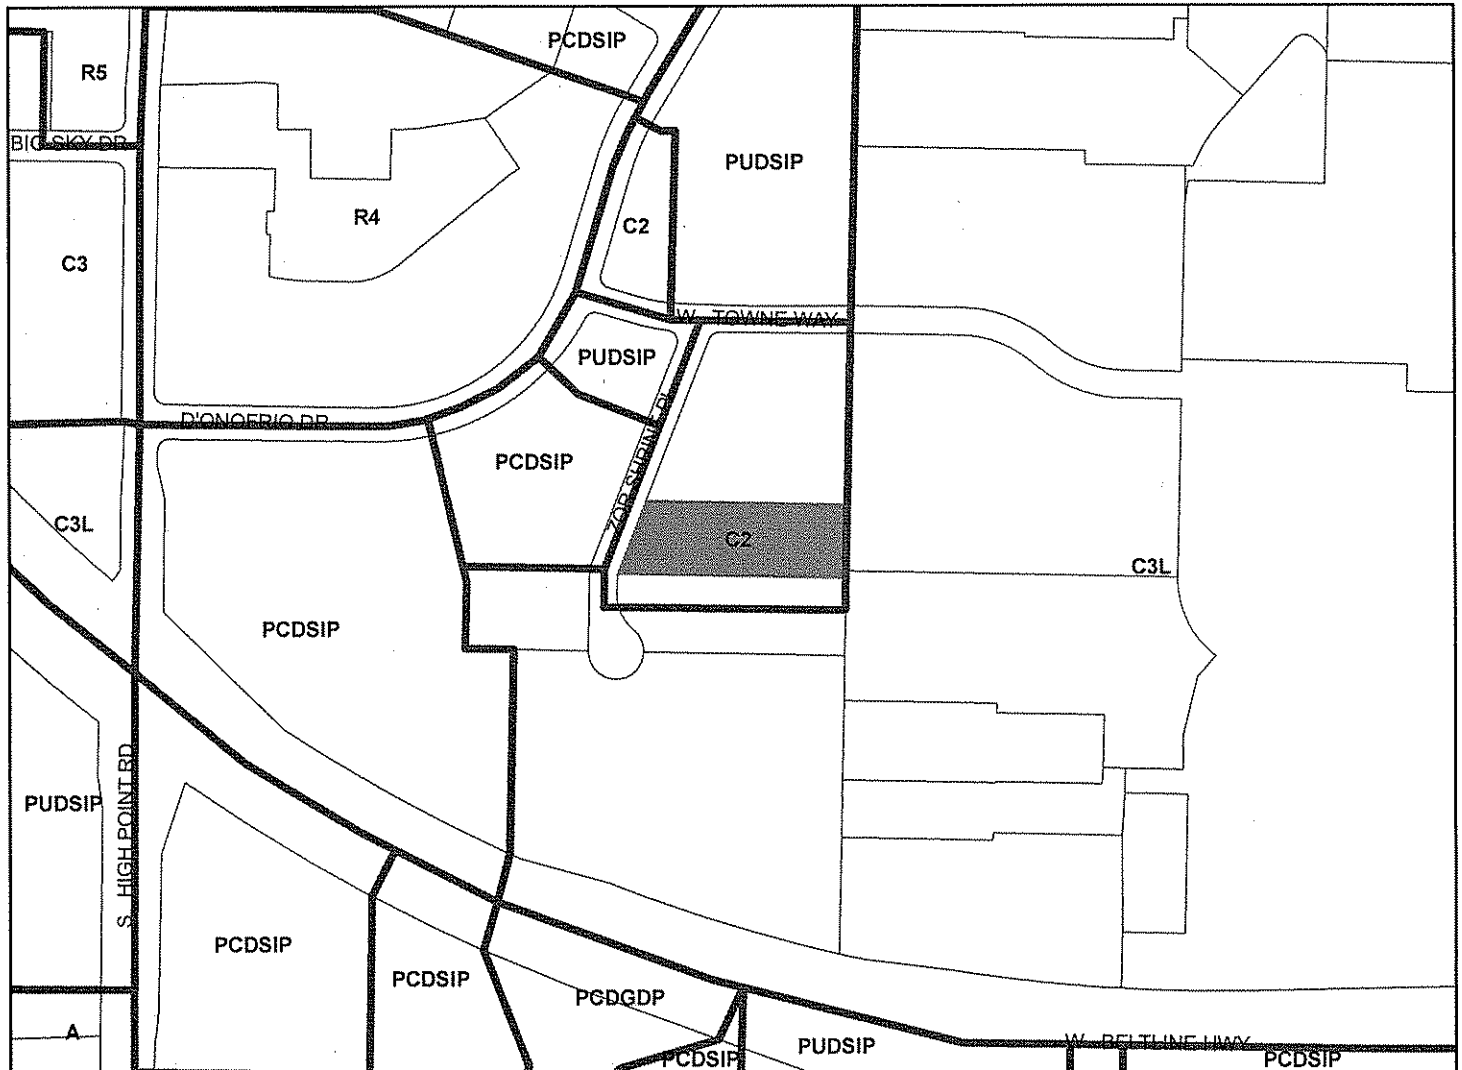 PCDSIP
R5
BIG SKY DR
PUDSIP
R4
C2
C3
W TOWNE WAY
PUDSIP
D'ONOFRIO DR
ZOR SHRINE PL
PCDSIP
C3L
C2
C3L
PCDSIP
S HIGH POINT RD
PUDSIP
PCDSIP
PCDSIP
PCDGDP
A
PCDSIP
PUDSIP
W BELTLINE HWY
PCDSIP